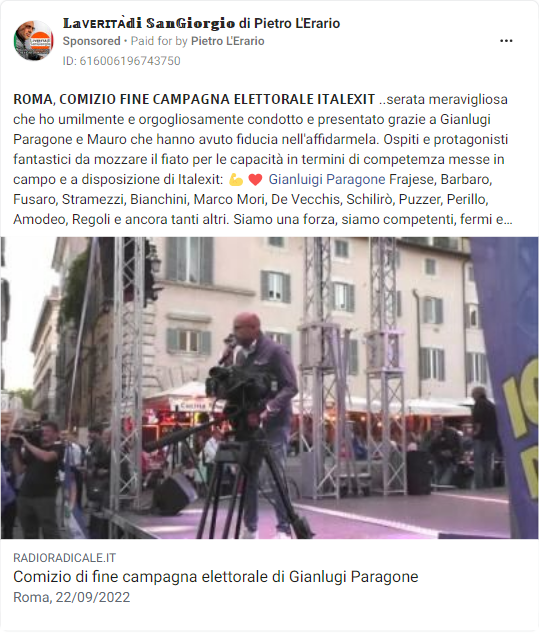 LaVERITÀdi SanGiorgio di Pietro L'Erario
Sponsored • Paid for by Pietro L'Erario
ID: 616006196743750
ROMA, COMIZIO FINE CAMPAGNA ELETTORALE ITALEXIT ..serata meravigliosa
che ho umilmente e orgogliosamente condotto e presentato grazie a Gianlugi
Paragone e Mauro che hanno avuto fiducia nell'affidarmela. Ospiti e protagonisti
fantastici da mozzare il fiato per le capacità in termini di competemza messe in
campo e a disposizione di Italexit: 💪 ❤️ Gianluigi Paragone Frajese, Barbaro,
Fusaro, Stramezzi, Bianchini, Marco Mori, De Vecchis, Schilirò, Puzzer, Perillo,
Amodeo, Regoli e ancora tanti altri. Siamo una forza, siamo competenti, fermi e...
RADIORADICALE.IT
Comizio di fine campagna elettorale di Gianlugi Paragone
Roma, 22/09/2022